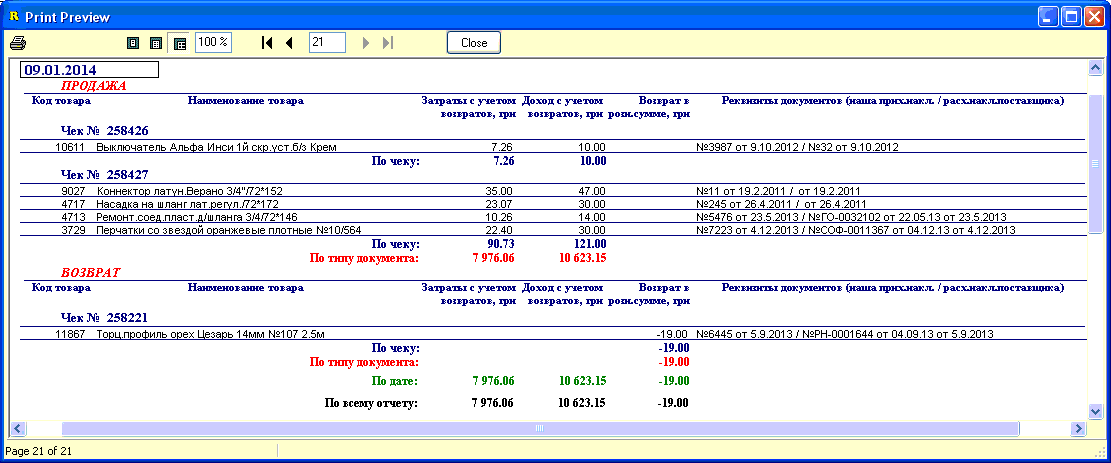 Print Preview
100 % 21 Close
09.01.2014
ПРОДАЖА
Код товара Наименование товара Затраты с учетом Доход с учетом Возврат в Реквизиты документов (наша прих.накл. / расх.накл.поставщика)
возвратов, грн возвратов, грн розн.сумме, грн
Чек № 258426
10611 Выключатель Альфа Инси 1й скр.уст.б/з Крем 7.26 10.00 №3987 от 9.10.2012 / №32 от 9.10.2012
По чеку: 7.26 10.00
Чек № 258427
9027 Коннектор латун.Верано 3/4"/72*152 35.00 47.00 №11 от 19.2.2011 / от 19.2.2011
4717 Насадка на шланг лат.регул./72*172 23.07 30.00 №245 от 26.4.2011 / от 26.4.2011
4713 Ремонт.соед.пласт.д/шланга 3/4/72*146 10.26 14.00 №5476 от 23.5.2013 / №ГО-0032102 от 22.05.13 от 23.5.2013
3729 Перчатки со звездой оранжевые плотные №10/564 22.40 30.00 №7223 от 4.12.2013 / №СОФ-0011367 от 04.12.13 от 4.12.2013
По чеку: 90.73 121.00
По типу документа: 7 976.06 10 623.15
ВОЗВРАТ
Код товара Наименование товара Затраты с учетом Доход с учетом Возврат в Реквизиты документов (наша прих.накл. / расх.накл.поставщика)
возвратов, грн возвратов, грн розн.сумме, грн
Чек № 258221
11867 Торц.профиль орех Цезарь 14мм №107 2.5м -19.00 №6445 от 5.9.2013 / №РН-0001644 от 04.09.13 от 5.9.2013
По чеку: -19.00
По типу документа: -19.00
По дате: 7 976.06 10 623.15 -19.00
По всему отчету: 7 976.06 10 623.15 -19.00
Page 21 of 21